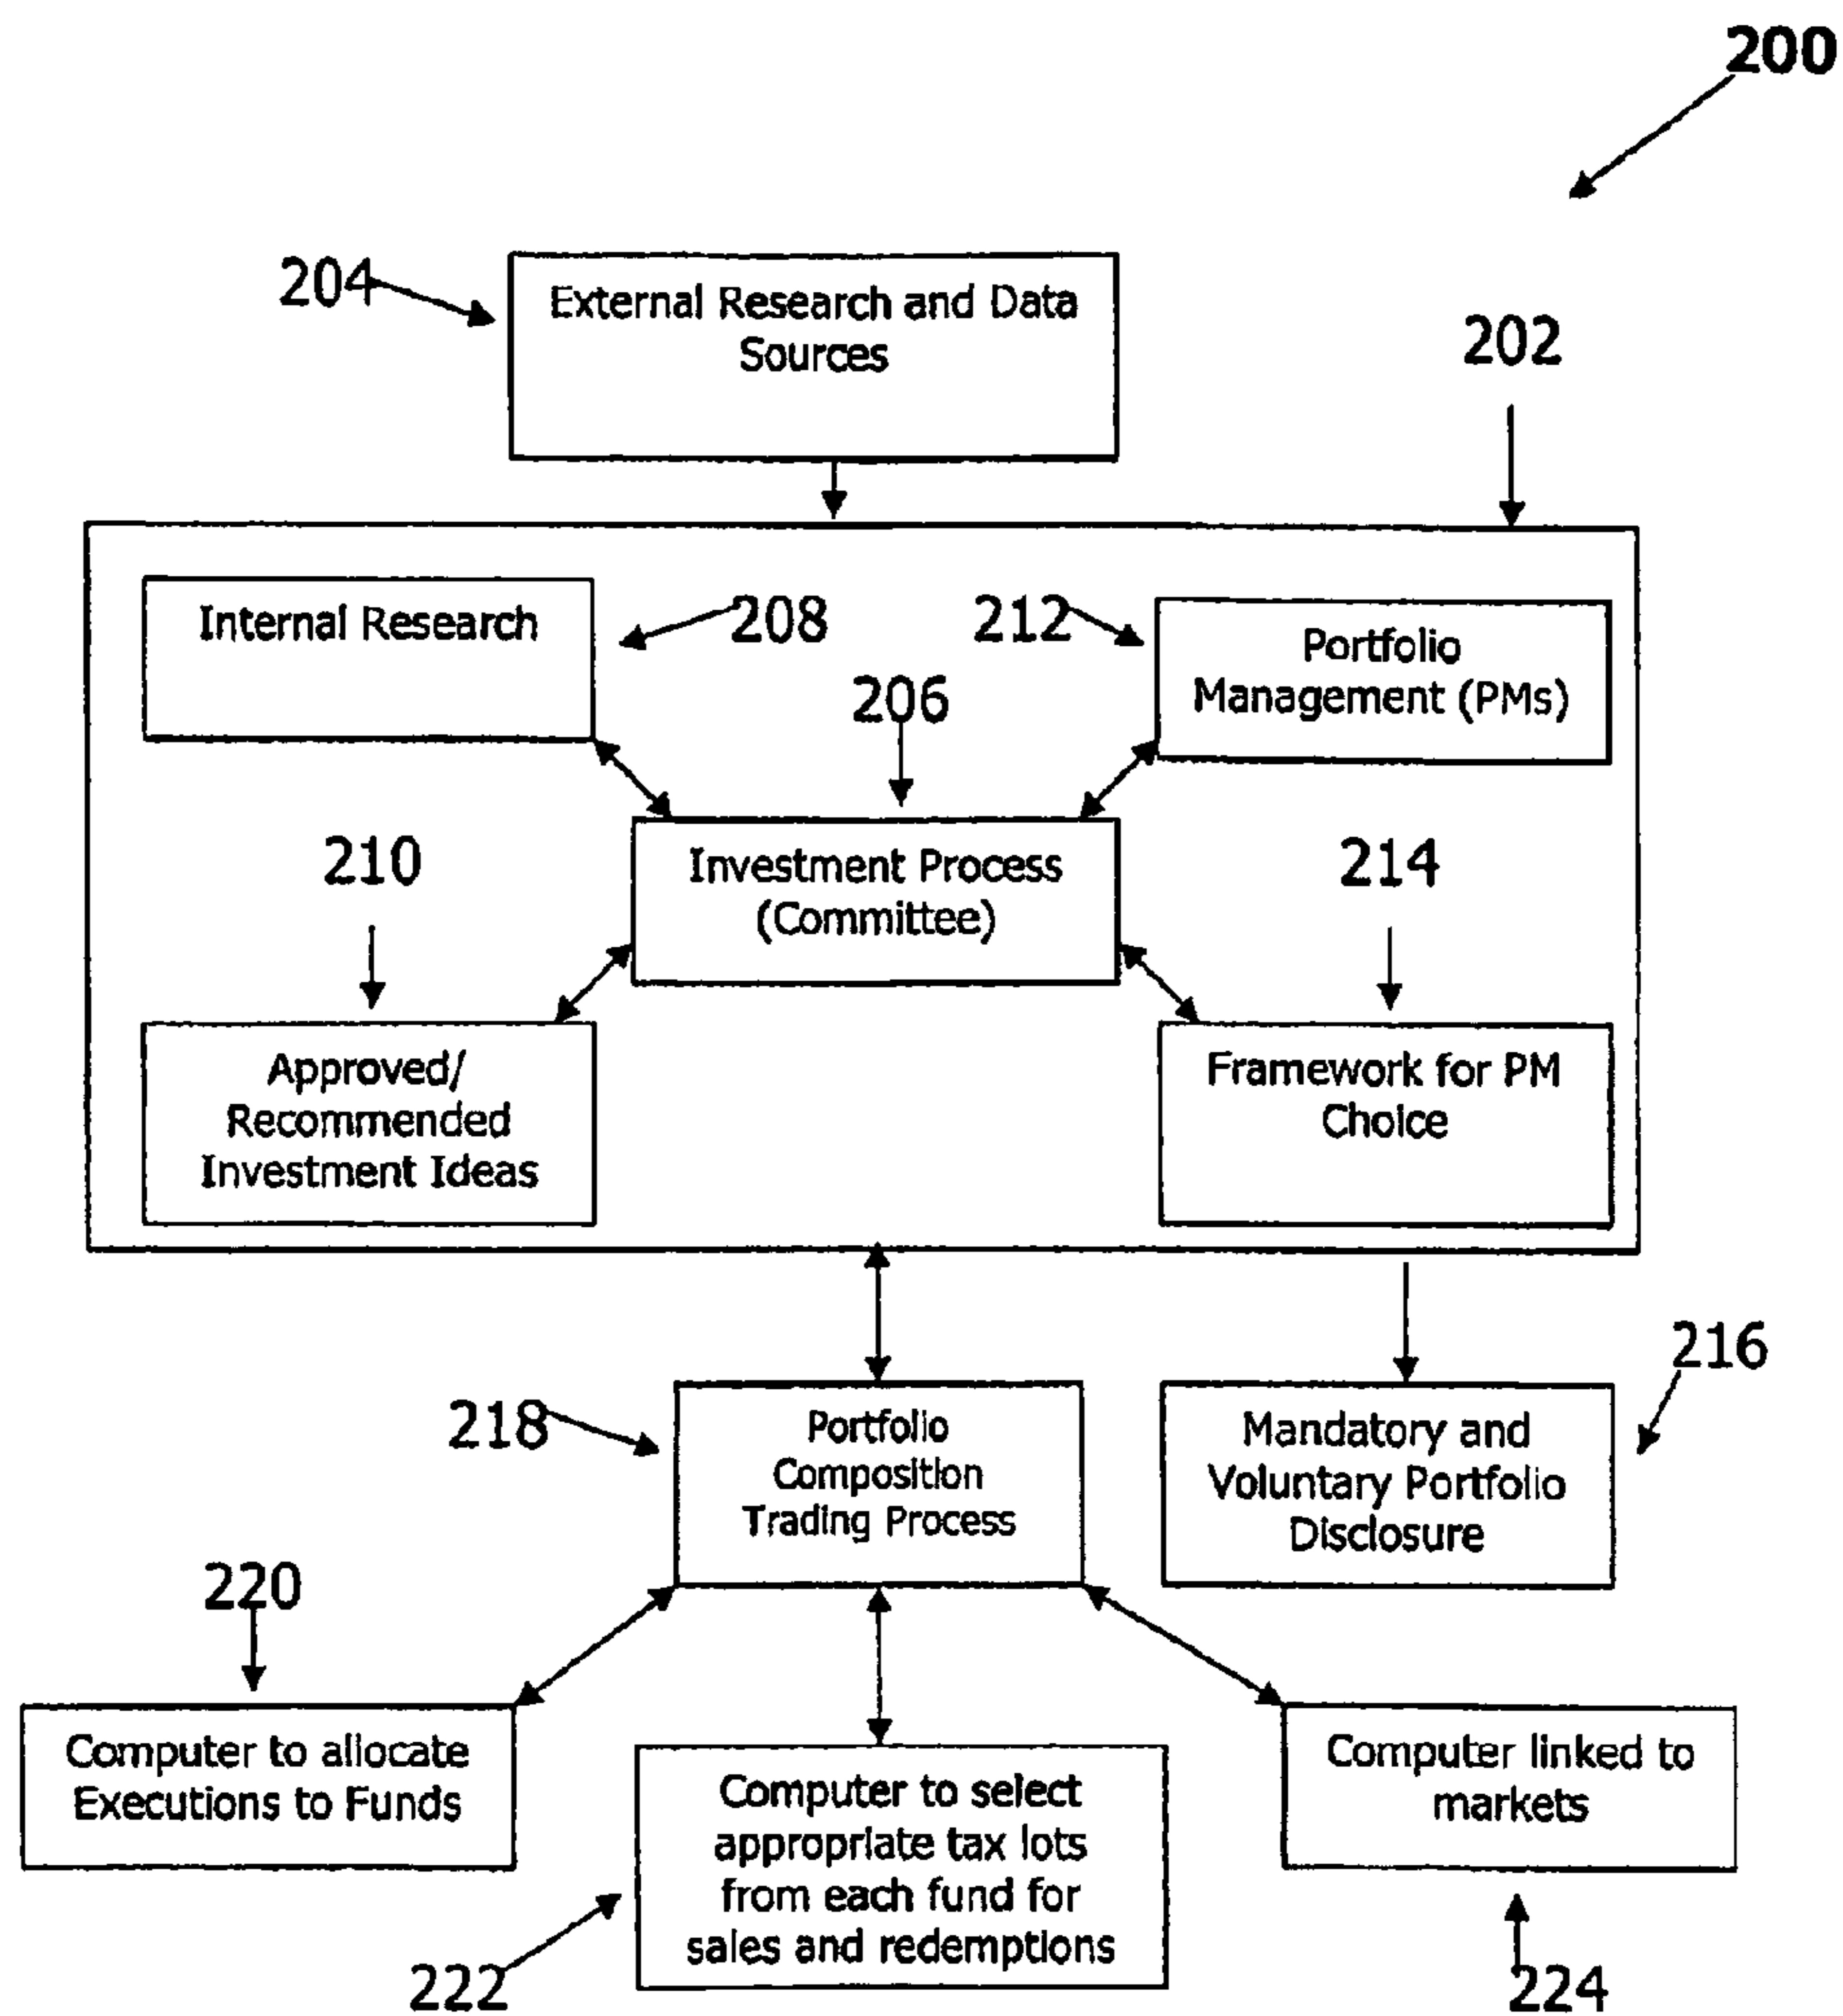 200
204
External Research and Data
Sources
202
Internal Research
208
212
Portfolio
Management (PMs)
206
210
Investment Process
(Committee)
214
Approved/
Recommended
Investment Ideas
Framework for PM
Choice
216
218
Portfolio
Composition
Trading Process
Mandatory and
Voluntary Portfolio
Disclosure
220
Computer to allocate
Executions to Funds
Computer to select
appropriate tax lots
from each fund for
sales and redemptions
Computer linked to
markets
222
224